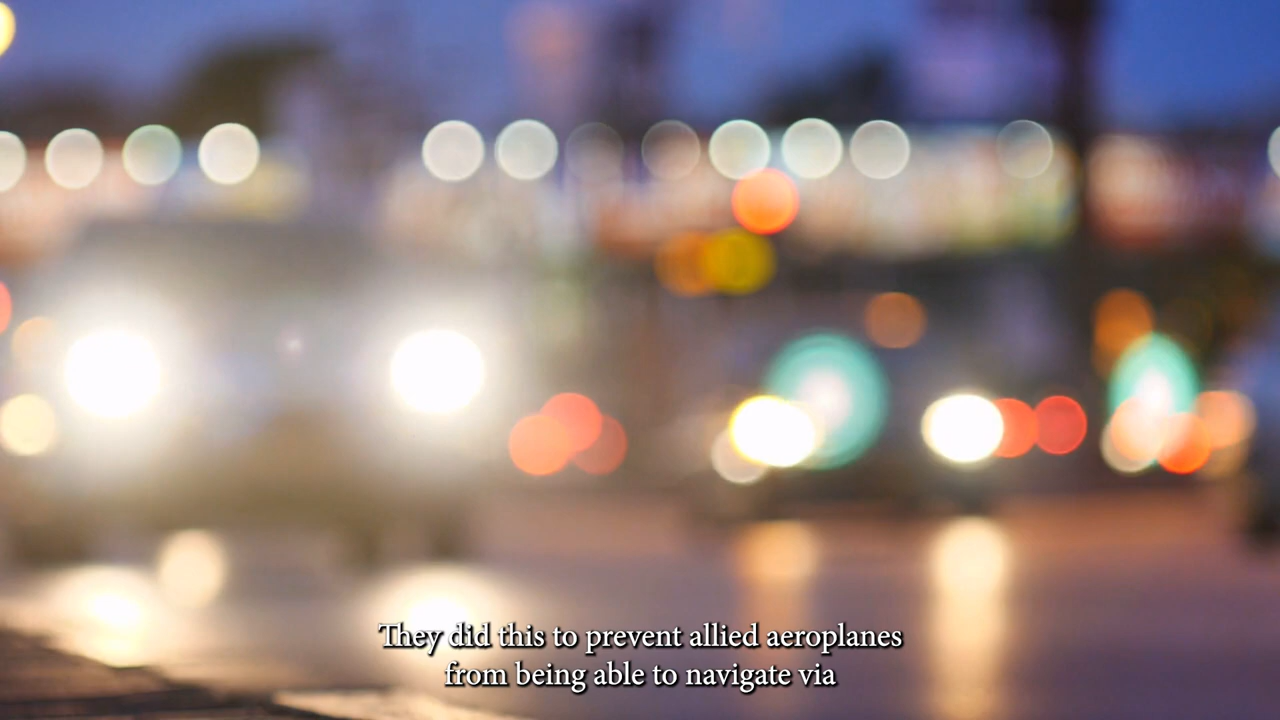 They did this to prevent allied aeroplanes
from being able to navigate via